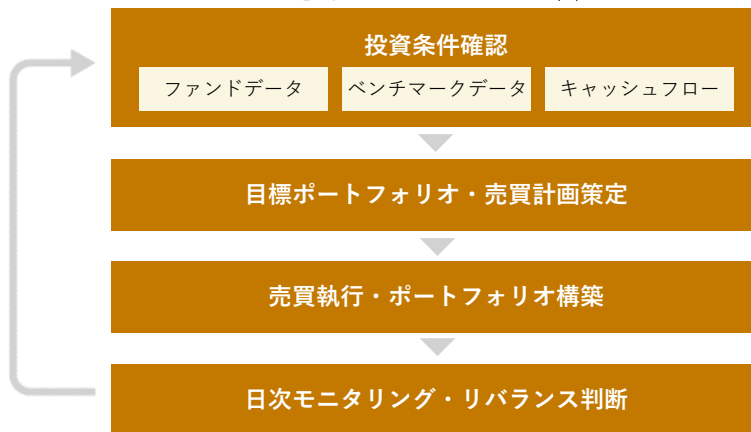 投資条件確認
ファンドデータ
ベンチマークデータ
キャッシュフロー
目標ポートフォリオ・売買計画策定
売買執行・ポートフォリオ構築
日次モニタリング・リバランス判断